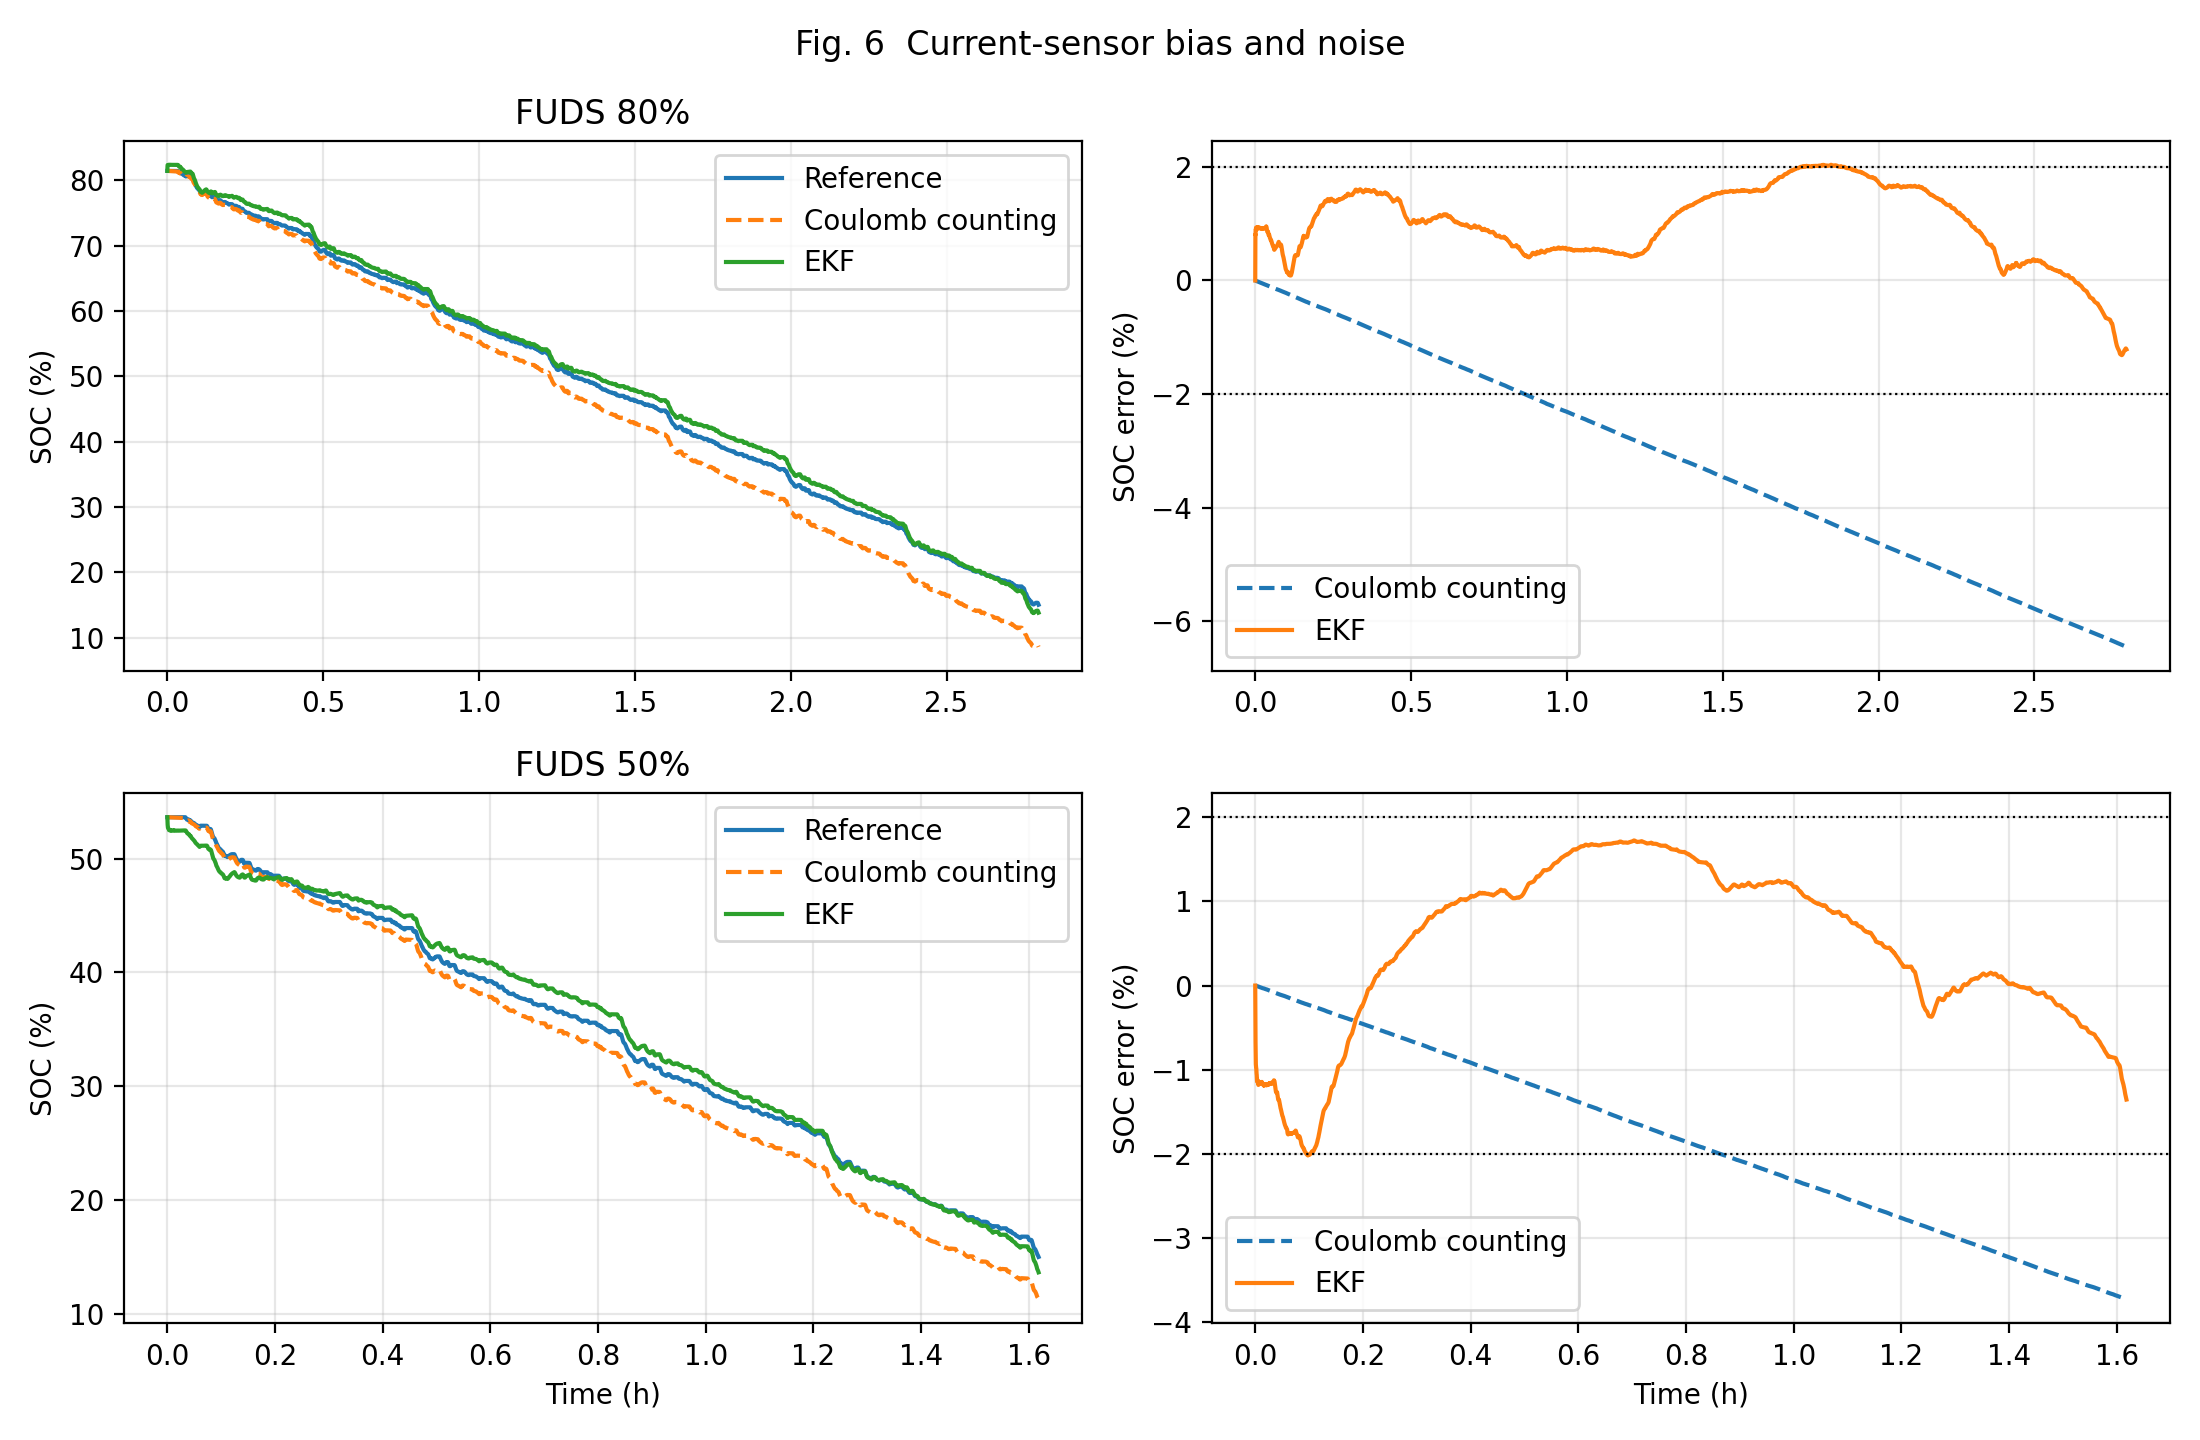 Fig. 6  Current-sensor bias and noise
FUDS 80%
SOC (%)
80
70
60
50
40
30
20
10
0.0 0.5 1.0 1.5 2.0 2.5
Reference
Coulomb counting
EKF
SOC error (%)
2
0
−2
−4
−6
0.0 0.5 1.0 1.5 2.0 2.5
Coulomb counting
EKF
FUDS 50%
SOC (%)
50
40
30
20
10
0.0 0.2 0.4 0.6 0.8 1.0 1.2 1.4 1.6
Time (h)
Reference
Coulomb counting
EKF
SOC error (%)
2
1
0
−1
−2
−3
−4
0.0 0.2 0.4 0.6 0.8 1.0 1.2 1.4 1.6
Time (h)
Coulomb counting
EKF